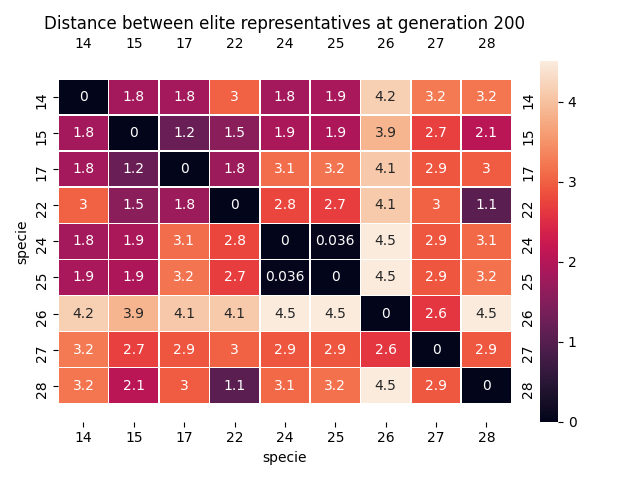 Distance between elite representatives at generation 200
14 15 17 22 24 25 26 27 28
14 0 1.8 1.8 3 1.8 1.9 4.2 3.2 3.2 14
15 1.8 0 1.2 1.5 1.9 1.9 3.9 2.7 2.1 15
17 1.8 1.2 0 1.8 3.1 3.2 4.1 2.9 3 17
22 3 1.5 1.8 0 2.8 2.7 4.1 3 1.1 22
24 1.8 1.9 3.1 2.8 0 0.036 4.5 2.9 3.1 24
25 1.9 1.9 3.2 2.7 0.036 0 4.5 2.9 3.2 25
26 4.2 3.9 4.1 4.1 4.5 4.5 0 2.6 4.5 26
27 3.2 2.7 2.9 3 2.9 2.9 2.6 0 2.9 27
28 3.2 2.1 3 1.1 3.1 3.2 4.5 2.9 0 28
14 15 17 22 24 25 26 27 28
specie
specie
4
3
2
1
0